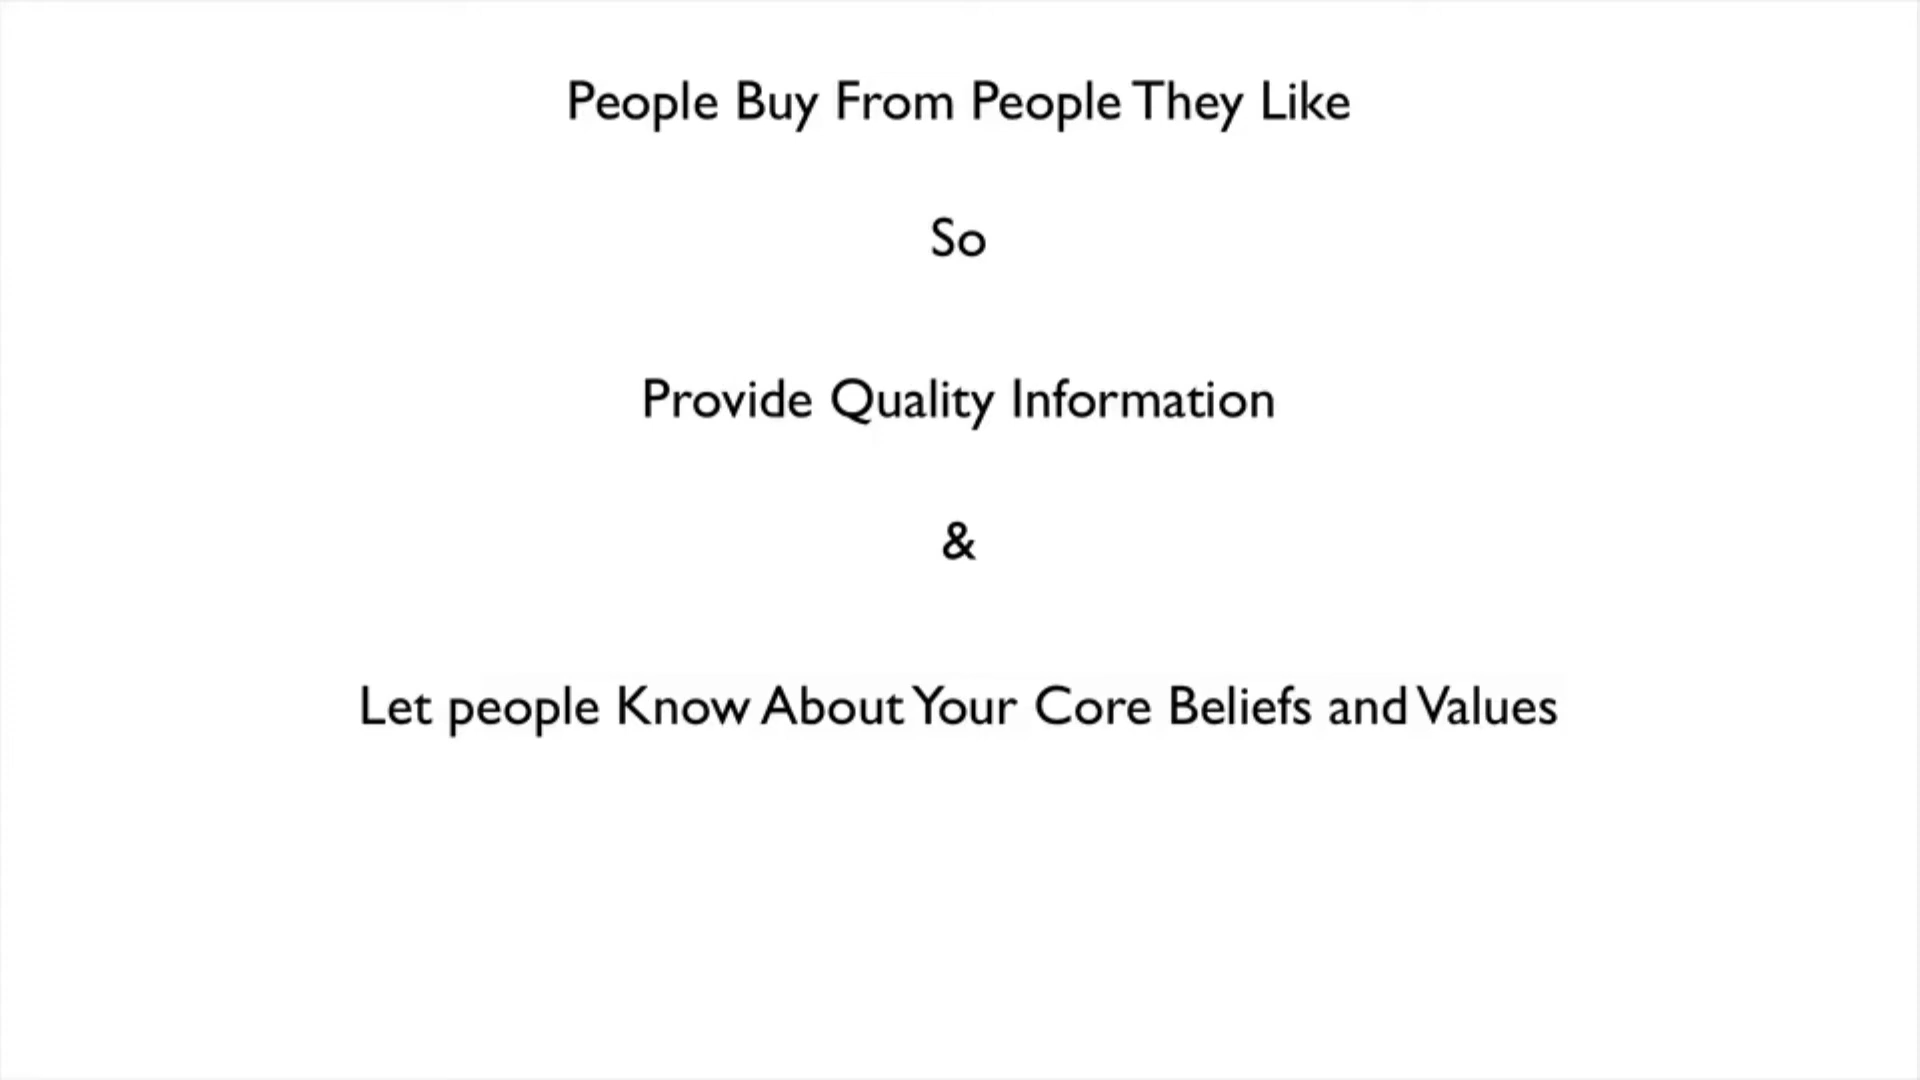 People Buy From People They Like
So
Provide Quality Information
&
Let people Know About Your Core Beliefs and Values